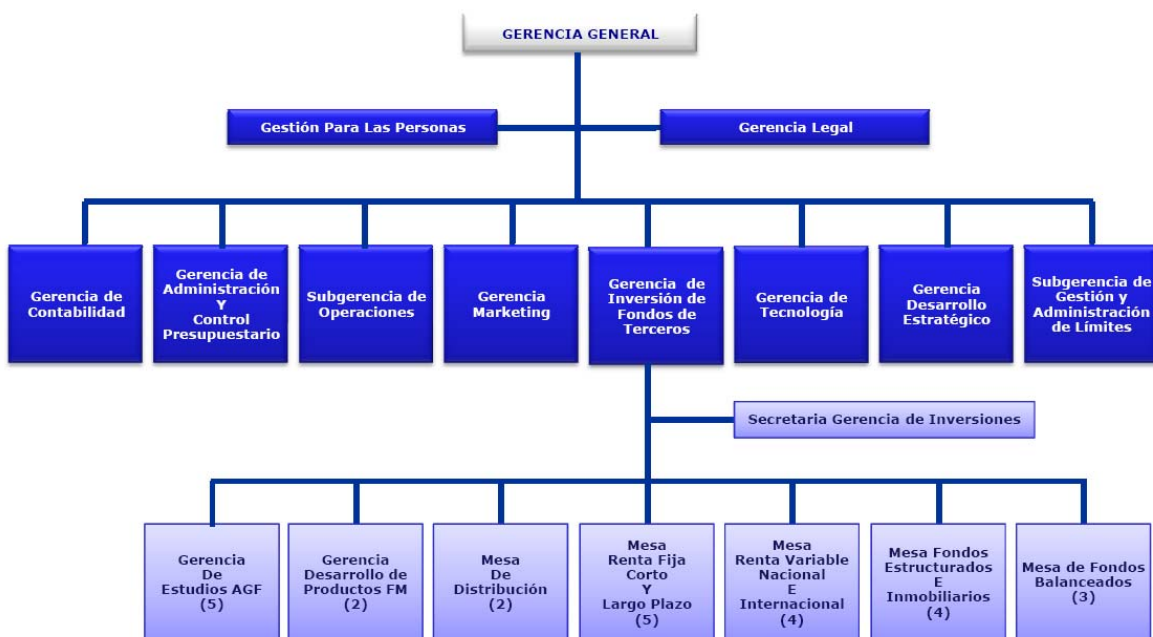 GERENCIA GENERAL
Gestión Para Las Personas
Gerencia Legal
Gerencia de
Contabilidad
Gerencia de
Administración
Y
Control
Presupuestario
Subgerencia de
Operaciones
Gerencia
Marketing
Gerencia de
Inversión de
Fondos de
Terceros
Gerencia de
Tecnología
Gerencia
Desarrollo
Estratégico
Subgerencia de
Gestión y
Administración
de Límites
Secretaria Gerencia de Inversiones
Gerencia
De
Estudios AGF
(5)
Gerencia
Desarrollo de
Productos FM
(2)
Mesa
De
Distribución
(2)
Mesa
Renta Fija
Corto
Y
Largo Plazo
(5)
Mesa
Renta Variable
Nacional
E
Internacional
(4)
Mesa Fondos
Estructurados
E
Inmobiliarios
(4)
Mesa de Fondos
Balanceados
(3)